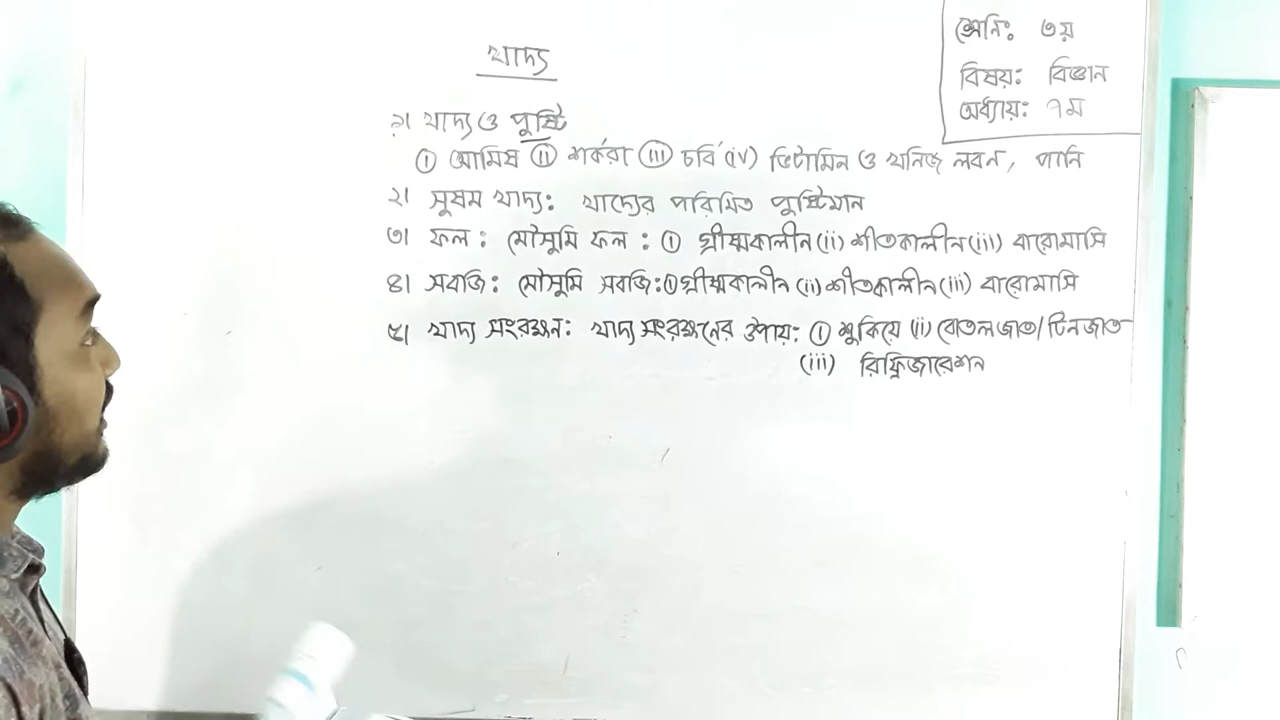 শ্রেনি: ৩য়
বিষয়: বিজ্ঞান
অধ্যায়: ৭ম
খাদ্য
১। খাদ্য ও পুষ্টি
(i) আমিষ (ii) শর্করা (iii) চর্বি (iv) ভিটামিন ও খনিজ লবন, পানি
২। সুষম খাদ্য: খাদ্যের পরিমিত পুষ্টিমান
৩। ফল: মৌসুমি ফল: (i) গ্রীষ্মকালীন (ii) শীতকালীন (iii) বারোমাসি
৪। সবজি: মৌসুমি সবজি: (i) গ্রীষ্মকালীন (ii) শীতকালীন (iii) বারোমাসি
৫। খাদ্য সংরক্ষন: খাদ্য সংরক্ষনের উপায়: (i) শুকিয়ে (ii) বোতলজাত/টিনজাত
(iii) রিফ্রিজারেশন